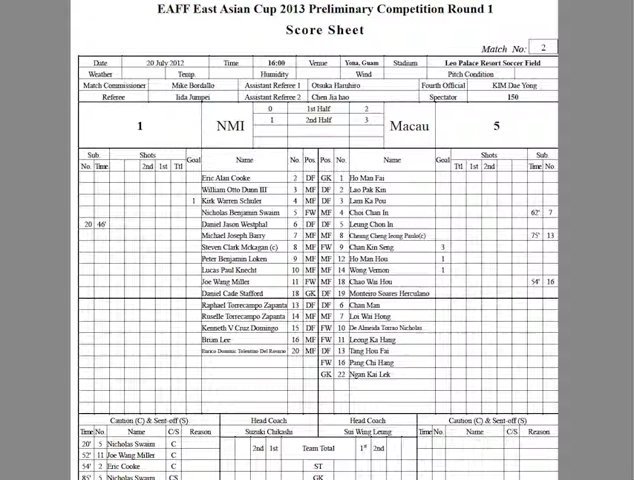 EAFF East Asian Cup 2013 Preliminary Competition Round 1
Score Sheet
Match No: 2
Date 20 July 2012 Time 16:00 Venue Yona, Guam Stadium Leo Palace Resort Soccer Field
Weather Temp. Humidity Wind Pitch Condition
Match Commissioner Mike Bordallo Assistant Referee 1 Otsuka Haruhiro Fourth Official KIM Dae Yong
Referee Iida Jumpei Assistant Referee 2 Chen Jia hao Spectator 150
0 1st Half 2
1 NMI 1 2nd Half 3 Macau 5
Sub. Shots Goal Name No. Pos. Pos. No. Name Goal Shots Sub.
No. Time 2nd 1st Ttl Ttl 1st 2nd Time No.
Eric Alan Cooke 2 DF GK 1 Ho Man Fai
William Otto Dunn III 3 MF DF 2 Lao Pak Kin
1 Kirk Warren Schuler 4 MF DF 3 Lam Ka Pou
Nicholas Benjamin Swaim 5 FW MF 4 Choi Chan In 62' 7
20 46' Daniel Jason Westphal 6 DF DF 5 Leung Chon In
Michael Joseph Barry 7 MF MF 8 Cheung Cheng Ieong Paulo(c) 75' 13
Steven Clark Mckagan (c) 8 MF FW 9 Chan Kin Seng 3
Peter Benjamin Loken 9 MF MF 12 Ho Man Hou 1
Lucas Paul Knecht 10 MF MF 14 Wong Vernon 1
Joe Wang Miller 11 FW MF 18 Chao Wai Hou 54' 16
Daniel Cade Stafford 18 GK DF 19 Monteiro Soares Herculano
Raphael Torrecampo Zapanta 13 DF DF 6 Chan Man
Ruselle Torrecampo Zapanta 14 MF DF 7 Loi Wai Hong
Kenneth V Cruz Domingo 15 DF FW 10 De Almeida Torrao Nicholas
Brian Lee 16 MF FW 11 Leong Ka Hang
20 MF DF 13 Tang Hou Fai
FW 16 Pang Chi Hang
GK 22 Ngan Kai Lek
Caution (C) & Sent-off (S) Head Coach Head Coach Caution (C) & Sent-off (S)
Time No. Name C/S Reason Suzuki Chikashi Sui Wing Leung Time No. Name C/S Reason
20' 5 Nicholas Swaim C 2nd 1st Team Total 1st 2nd
52' 11 Joe Wang Miller C
54' 2 Eric Cooke C ST
85' 5 Nicholas Swaim CS GK